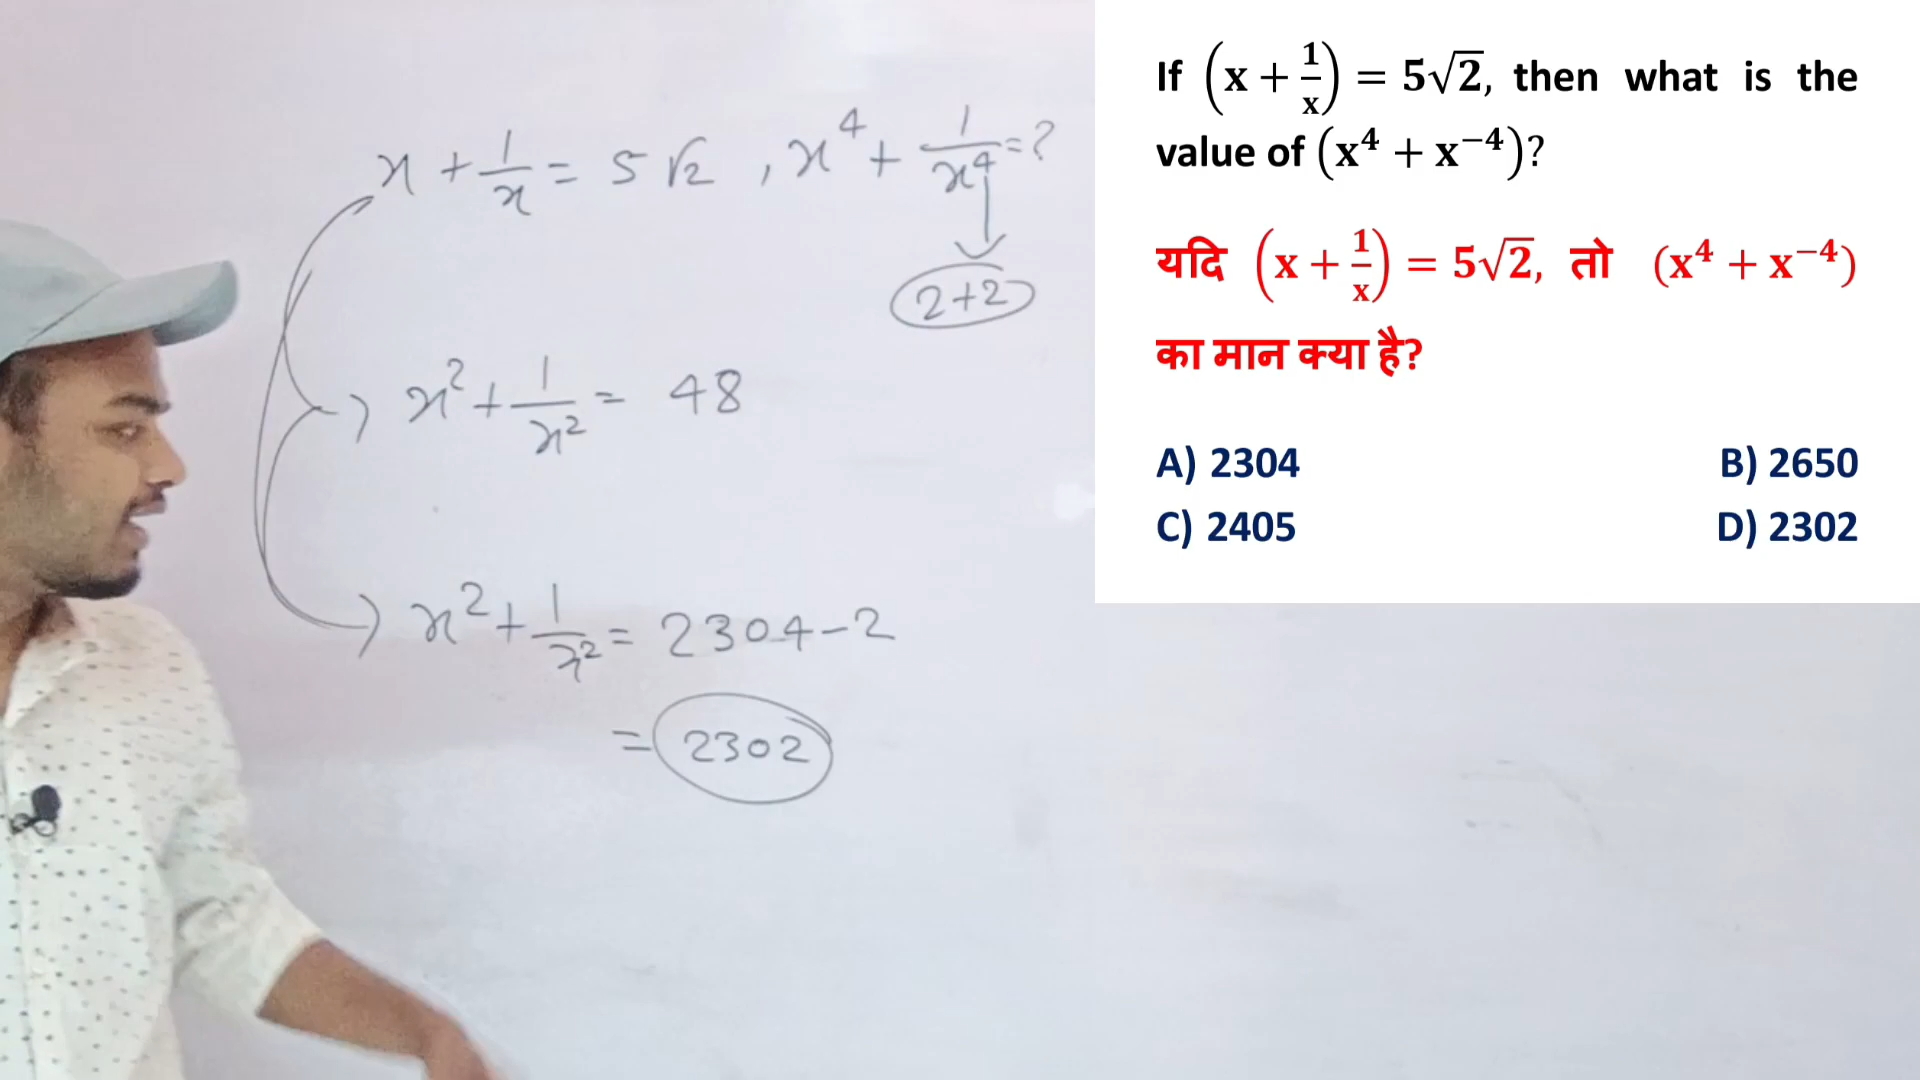 x + 1/x = 5√2, x⁴ + 1/x⁴ = ?
2+2
x² + 1/x² = 48
x² + 1/x² = 2304-2
= 2302
If (x + 1/x) = 5√2, then what is the
value of (x⁴ + x⁻⁴)?
यदि (x + 1/x) = 5√2, तो (x⁴ + x⁻⁴)
का मान क्या है?
A) 2304 B) 2650
C) 2405 D) 2302